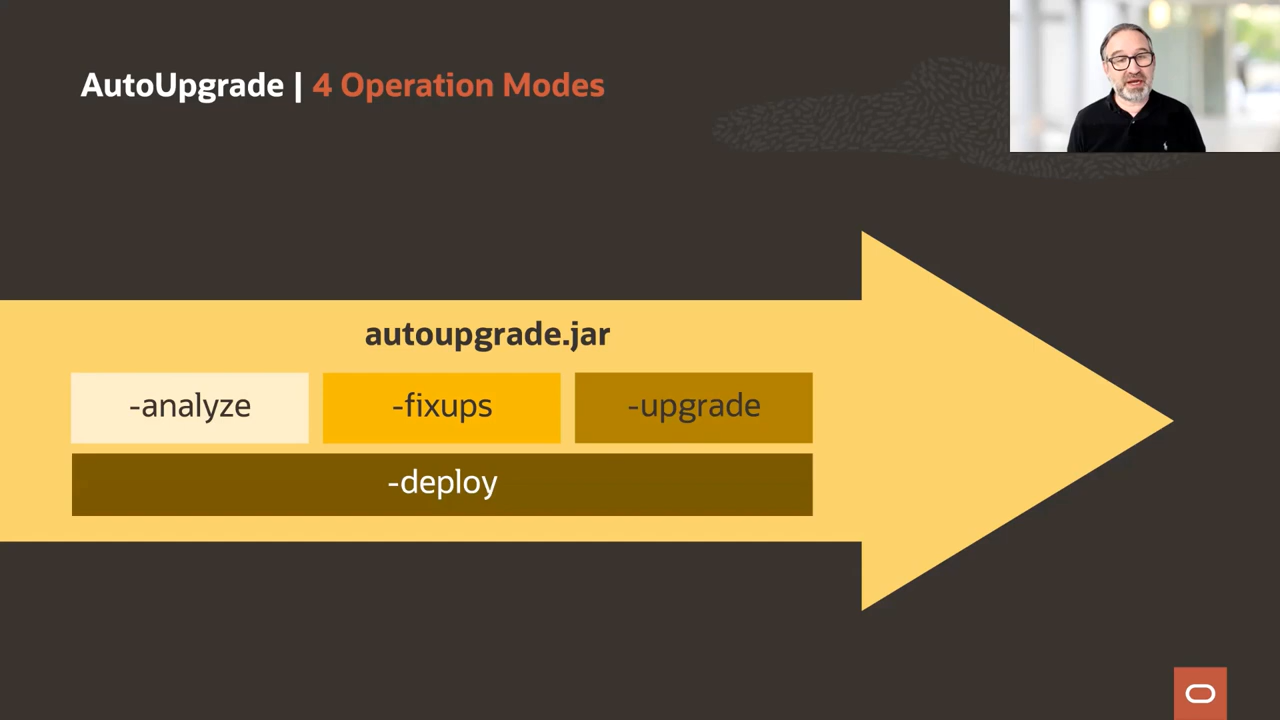 AutoUpgrade | 4 Operation Modes
autoupgrade.jar
-analyze
-fixups
-upgrade
-deploy